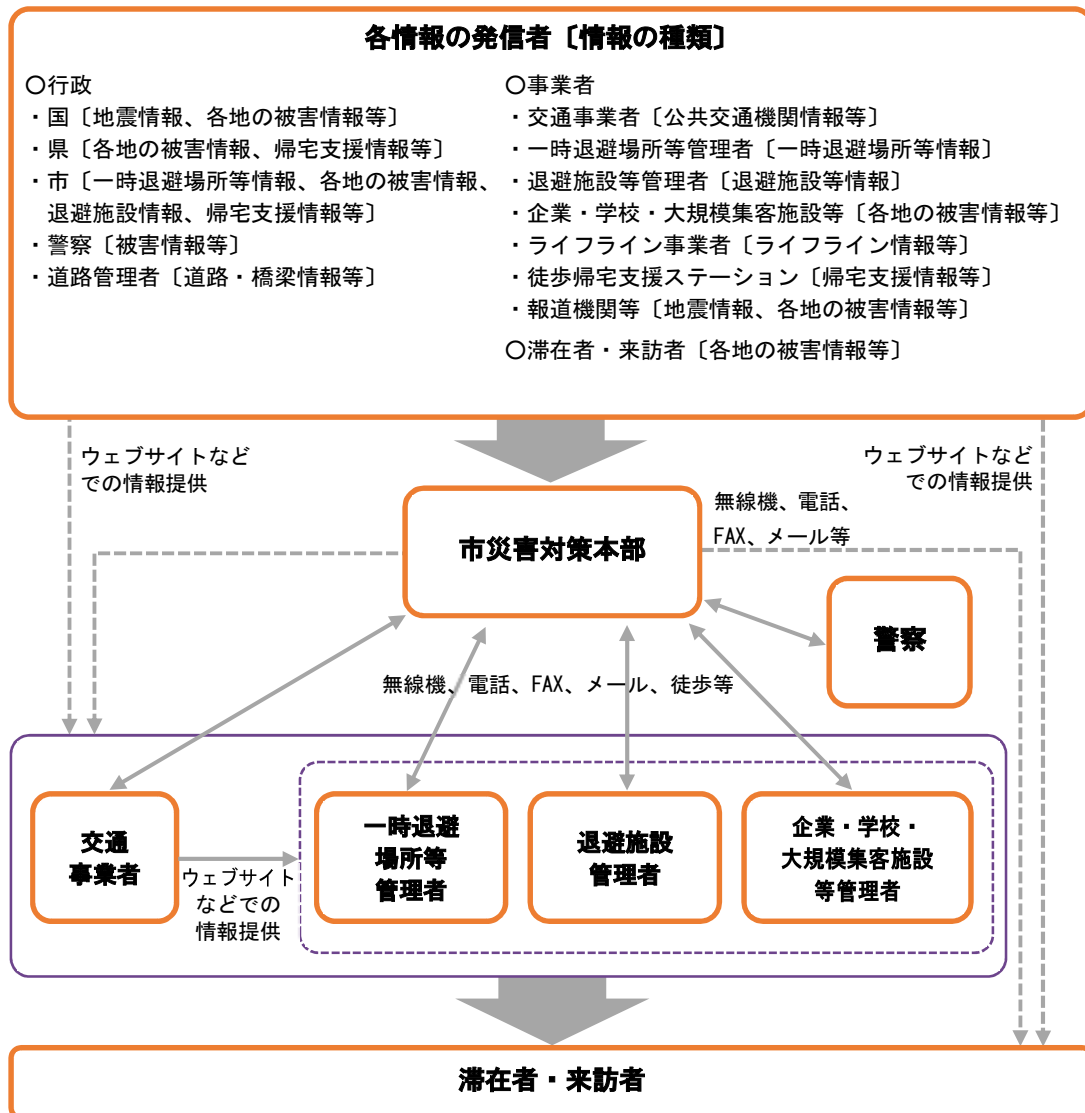 各情報の発信者〔情報の種類〕
〇行政
・国〔地震情報、各地の被害情報等〕
・県〔各地の被害情報、帰宅支援情報等〕
・市〔一時退避場所等情報、各地の被害情報、
退避施設情報、帰宅支援情報等〕
・警察〔被害情報等〕
・道路管理者〔道路・橋梁情報等〕
〇事業者
・交通事業者〔公共交通機関情報等〕
・一時退避場所等管理者〔一時退避場所等情報〕
・退避施設等管理者〔退避施設等情報〕
・企業・学校・大規模集客施設等〔各地の被害情報等〕
・ライフライン事業者〔ライフライン情報等〕
・徒歩帰宅支援ステーション〔帰宅支援情報等〕
・報道機関等〔地震情報、各地の被害情報等〕
〇滞在者・来訪者〔各地の被害情報等〕
ウェブサイトなど
での情報提供
ウェブサイトなど
での情報提供
市災害対策本部
無線機、電話、
FAX、メール等
警察
無線機、電話、FAX、メール、徒歩等
交通
事業者
ウェブサイト
などでの
情報提供
一時退避
場所等
管理者
退避施設
管理者
企業・学校・
大規模集客施設
等管理者
滞在者・来訪者